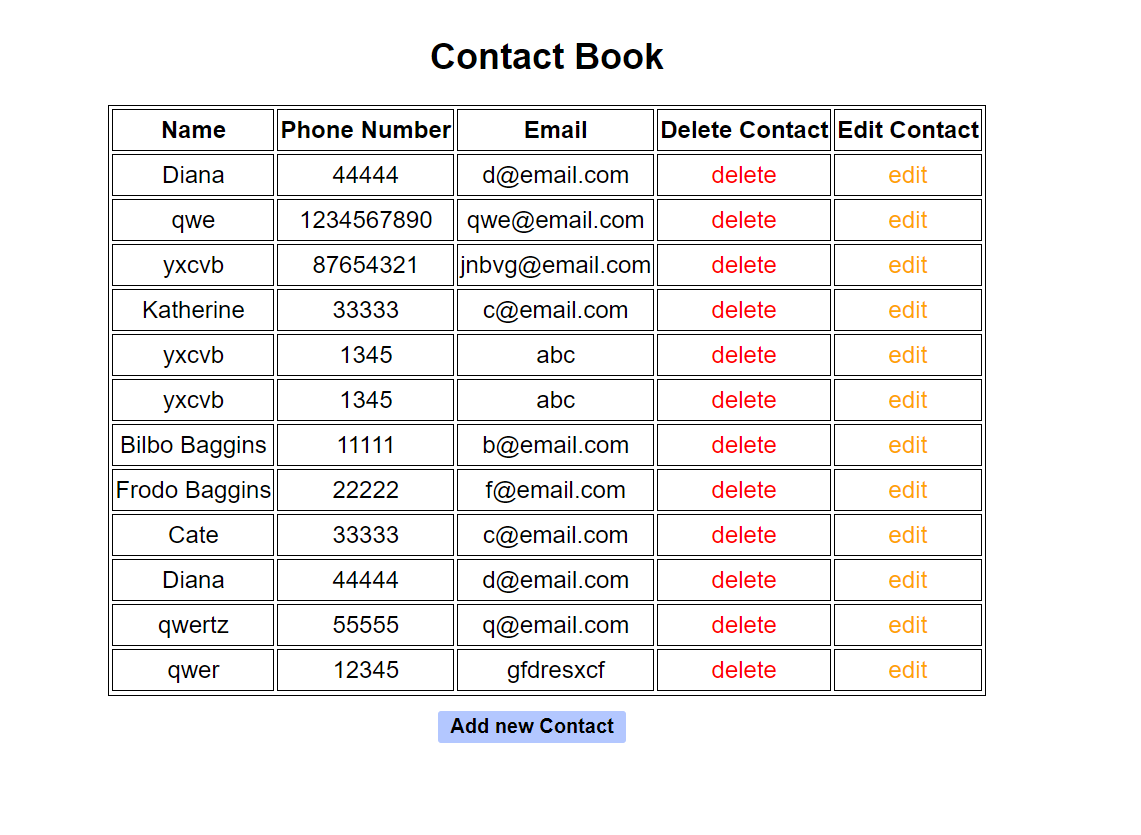 Contact Book
Name Phone Number Email Delete Contact Edit Contact
Diana 44444 d@email.com delete edit
qwe 1234567890 qwe@email.com delete edit
yxcvb 87654321 jnbvg@email.com delete edit
Katherine 33333 c@email.com delete edit
yxcvb 1345 abc delete edit
yxcvb 1345 abc delete edit
Bilbo Baggins 11111 b@email.com delete edit
Frodo Baggins 22222 f@email.com delete edit
Cate 33333 c@email.com delete edit
Diana 44444 d@email.com delete edit
qwertz 55555 q@email.com delete edit
qwer 12345 gfdresxcf delete edit
Add new Contact